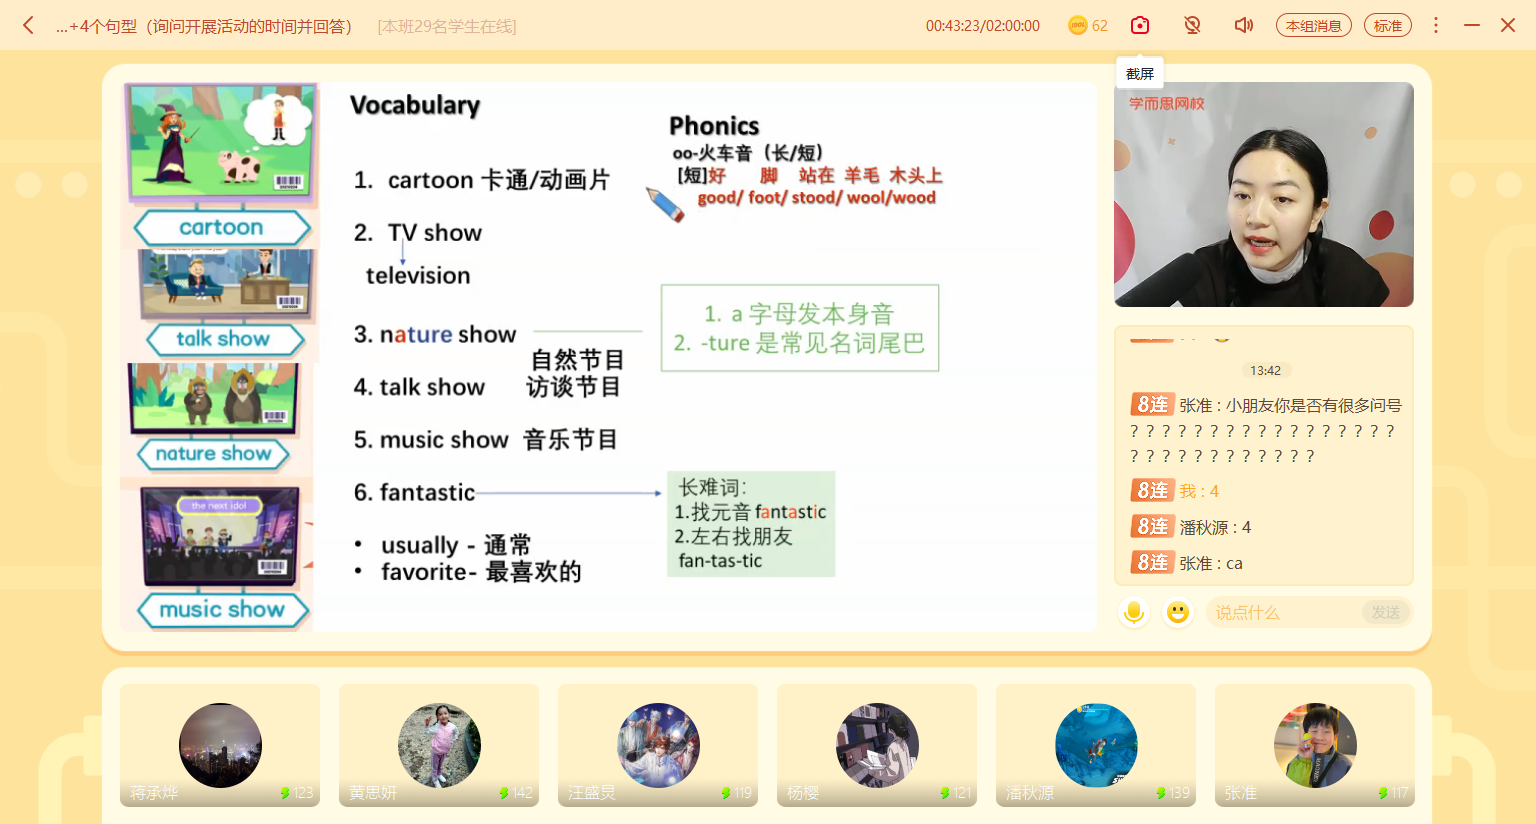 ...+4个句型（询问开展活动的时间并回答）
[本班29名学生在线]
00:43:23/02:00:00
62
本组消息
标准
截屏
学而思网校
Vocabulary
1. cartoon 卡通/动画片
2. TV show
television
3. nature show
自然节目
4. talk show 访谈节目
5. music show 音乐节目
6. fantastic
• usually - 通常
• favorite- 最喜欢的
Phonics
oo-火车音（长/短）
[短]好 脚 站在 羊毛 木头上
good/ foot/ stood/ wool/wood
1. a 字母发本身音
2. -ture 是常见名词尾巴
长难词：
1.找元音 fantastic
2.左右找朋友
fan-tas-tic
cartoon
talk show
nature show
the next idol
music show
13:42
8连 张准 : 小朋友你是否有很多问号
？？？？？？？？？？？？？？？？？
？？？？？？？？？？？？
8连 我 : 4
8连 潘秋源 : 4
8连 张准 : ca
说点什么
发送
蒋承烨 123
黄思妍 142
汪盛炅 119
杨樱 121
潘秋源 139
张准 117